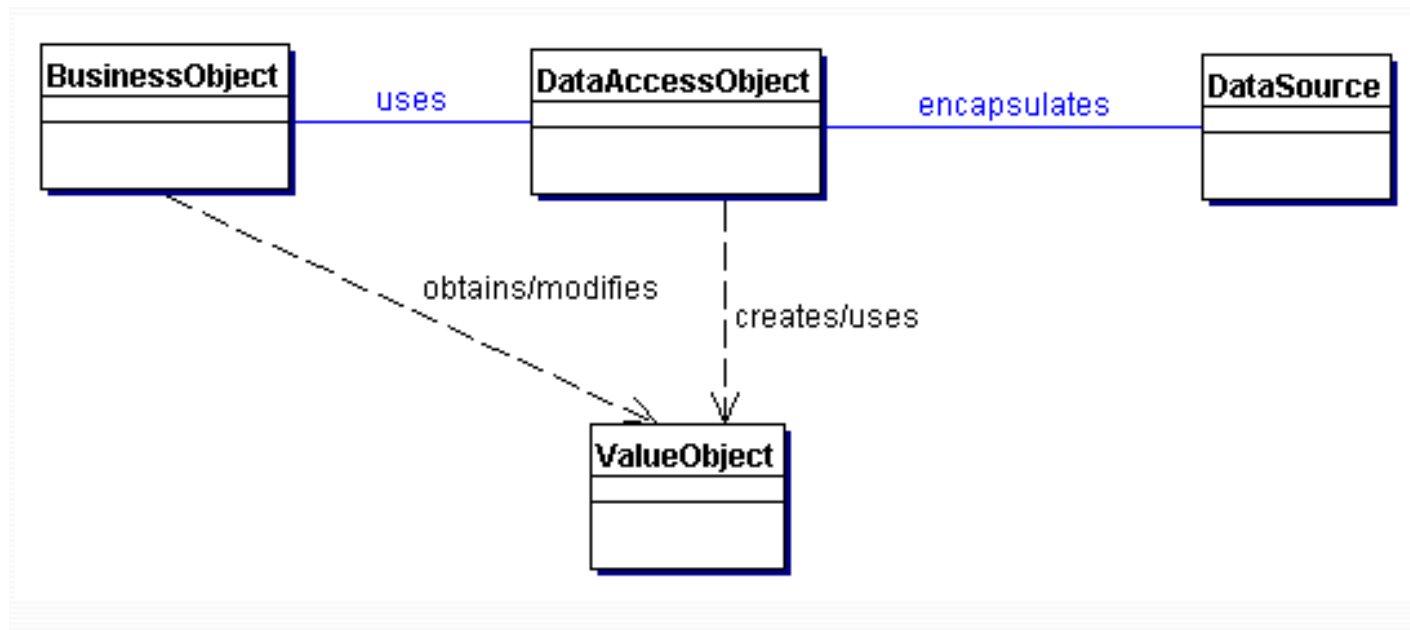 BusinessObject
uses
DataAccessObject
encapsulates
DataSource
obtains/modifies
creates/uses
ValueObject